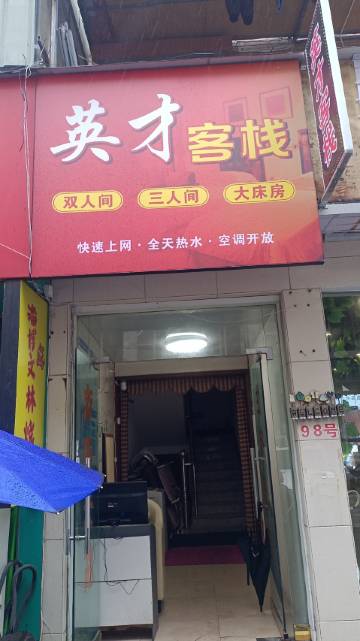 英才客栈
双人间 三人间 大床房
快速上网·全天热水·空调开放
98号